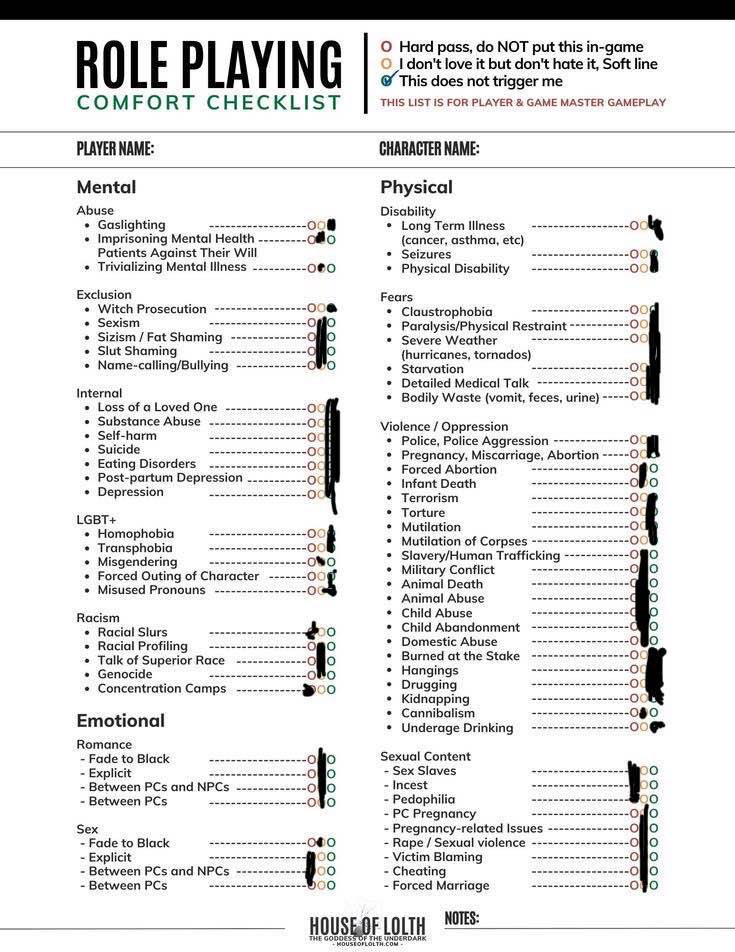 ROLE PLAYING
COMFORT CHECKLIST
O Hard pass, do NOT put this in-game
O I don't love it but don't hate it, Soft line
O This does not trigger me
THIS LIST IS FOR PLAYER & GAME MASTER GAMEPLAY
PLAYER NAME:
CHARACTER NAME:
Mental
Abuse
• Gaslighting
• Imprisoning Mental Health
Patients Against Their Will
• Trivializing Mental Illness
Exclusion
• Witch Prosecution
• Sexism
• Sizism / Fat Shaming
• Slut Shaming
• Name-calling/Bullying
Internal
• Loss of a Loved One
• Substance Abuse
• Self-harm
• Suicide
• Eating Disorders
• Post-partum Depression
• Depression
LGBT+
• Homophobia
• Transphobia
• Misgendering
• Forced Outing of Character
• Misused Pronouns
Racism
• Racial Slurs
• Racial Profiling
• Talk of Superior Race
• Genocide
• Concentration Camps
Emotional
Romance
- Fade to Black
- Explicit
- Between PCs and NPCs
- Between PCs
Sex
- Fade to Black
- Explicit
- Between PCs and NPCs
- Between PCs
Physical
Disability
• Long Term Illness
(cancer, asthma, etc)
• Seizures
• Physical Disability
Fears
• Claustrophobia
• Paralysis/Physical Restraint
• Severe Weather
(hurricanes, tornados)
• Starvation
• Detailed Medical Talk
• Bodily Waste (vomit, feces, urine)
Violence / Oppression
• Police, Police Aggression
• Pregnancy, Miscarriage, Abortion
• Forced Abortion
• Infant Death
• Terrorism
• Torture
• Mutilation
• Mutilation of Corpses
• Slavery/Human Trafficking
• Military Conflict
• Animal Death
• Animal Abuse
• Child Abuse
• Child Abandonment
• Domestic Abuse
• Burned at the Stake
• Hangings
• Drugging
• Kidnapping
• Cannibalism
• Underage Drinking
Sexual Content
- Sex Slaves
- Incest
- Pedophilia
- PC Pregnancy
- Pregnancy-related Issues
- Rape / Sexual violence
- Victim Blaming
- Cheating
- Forced Marriage
NOTES:
HOUSE OF LOLTH
THE GODDESS OF THE UNDERDARK
- HOUSEOFLOLTH.COM -